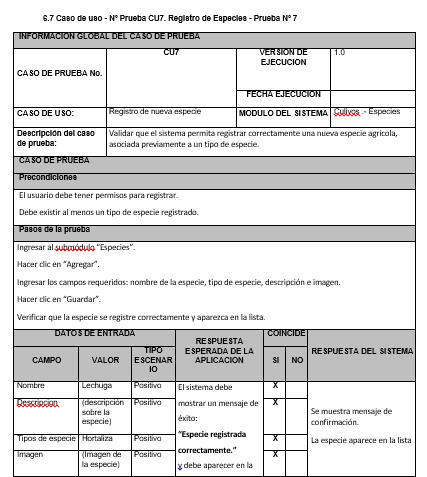 6.7 Caso de uso - Nº Prueba CU7. Registro de Especies - Prueba Nº 7
INFORMACION GLOBAL DEL CASO DE PRUEBA
CASO DE PRUEBA No.
CU7
VERSION DE
EJECUCION
1.0
FECHA EJECUCION
CASO DE USO:
Registro de nueva especie
MODULO DEL SISTEMA
Culivos .- Especies
Descripción del caso
de prueba:
Validar que el sistema permita registrar correctamente una nueva especie agrícola,
asociada previamente a un tipo de especie.
CASO DE PRUEBA
Precondiciones
El usuario debe tener permisos para registrar.
Debe existir al menos un tipo de especie registrado.
Pasos de la prueba
Ingresar al submódulo “Especies”.
Hacer clic en “Agregar”.
Ingresar los campos requeridos: nombre de la especie, tipo de especie, descripción e imagen.
Hacer clic en “Guardar”.
Verificar que la especie se registre correctamente y aparezca en la lista.
DATOS DE ENTRADA
RESPUESTA
ESPERADA DE LA
APLICACION
COINCIDE
RESPUESTA DEL SISTEMA
CAMPO
VALOR
TIPO
ESCENAR
IO
SI
NO
Nombre
Lechuga
Positivo
X
Descripcion
(descripción
sobre la
especie)
Positivo
X
Tipos de especie
Hortaliza
Positivo
X
Imagen
(Imagen de
la especie)
Positivo
X
El sistema debe
mostrar un mensaje de
éxito:
“Especie registrada
correctamente.”
y debe aparecer en la
Se muestra mensaje de
confirmación.
La especie aparece en la lista